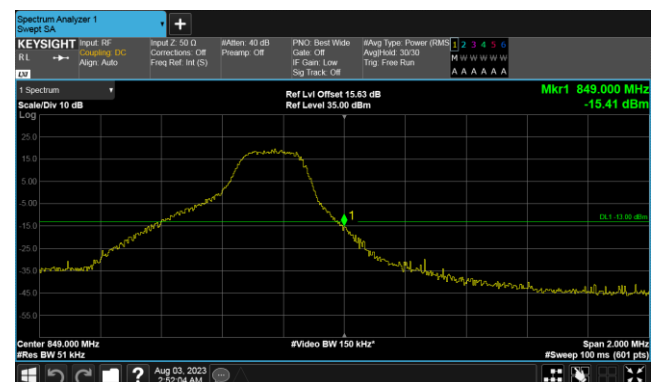 Spectrum Analyzer 1
Swept SA
+
KEYSIGHT Input: RF Input Z: 50 Ω #Atten: 40 dB PNO: Best Wide #Avg Type: Power (RMS 1 2 3 4 5 6
RL Coupling: DC Corrections: Off Preamp: Off Gate: Off Avg|Hold: 30/30 M W W W W W
Align: Auto Freq Ref: Int (S) IF Gain: Low Trig: Free Run
Sig Track: Off A A A A A A
LXI
1 Spectrum Ref Lvl Offset 15.63 dB Mkr1 849.000 MHz
Scale/Div 10 dB Ref Level 35.00 dBm -15.41 dBm
Log
25.0
15.0
5.00
-5.00
1
DL1 -13.00 dBm
-15.0
-25.0
-35.0
-45.0
-55.0
Center 849.000 MHz #Video BW 150 kHz* Span 2.000 MHz
#Res BW 51 kHz #Sweep 100 ms (601 pts)
? Aug 03, 2023
2:52:04 AM